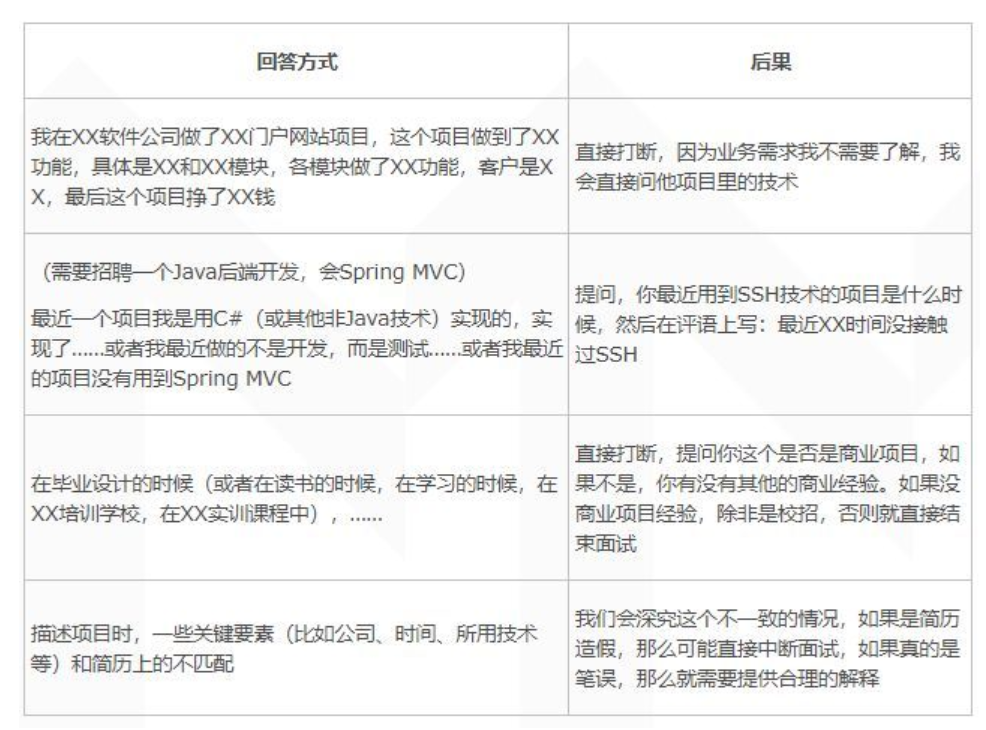 回答方式
后果
我在XX软件公司做了XX门户网站项目，这个项目做到了XX
功能，具体是XX和XX模块，各模块做了XX功能，客户是X
X，最后这个项目挣了XX钱
直接打断，因为业务需求我不需要了解，我
会直接问他项目里的技术
（需要招聘一个Java后端开发，会Spring MVC）
最近一个项目我是用C#（或其他非Java技术）实现的，实
现了......或者我最近做的不是开发，而是测试......或者我最近
的项目没有用到Spring MVC
提问，你最近用到SSH技术的项目是什么时
候，然后在评语上写：最近XX时间没接触
过SSH
在毕业设计的时候（或者在读书的时候，在学习的时候，在
XX培训学校，在XX实训课程中），......
直接打断，提问你这个是否是商业项目，如
果不是，你有没有其他的商业经验。如果没
商业项目经验，除非是校招，否则就直接结
束面试
描述项目时，一些关键要素（比如公司、时间、所用技术
等）和简历上的不匹配
我们会深究这个不一致的情况，如果是简历
造假，那么可能直接中断面试，如果真的是
笔误，那么就需要提供合理的解释